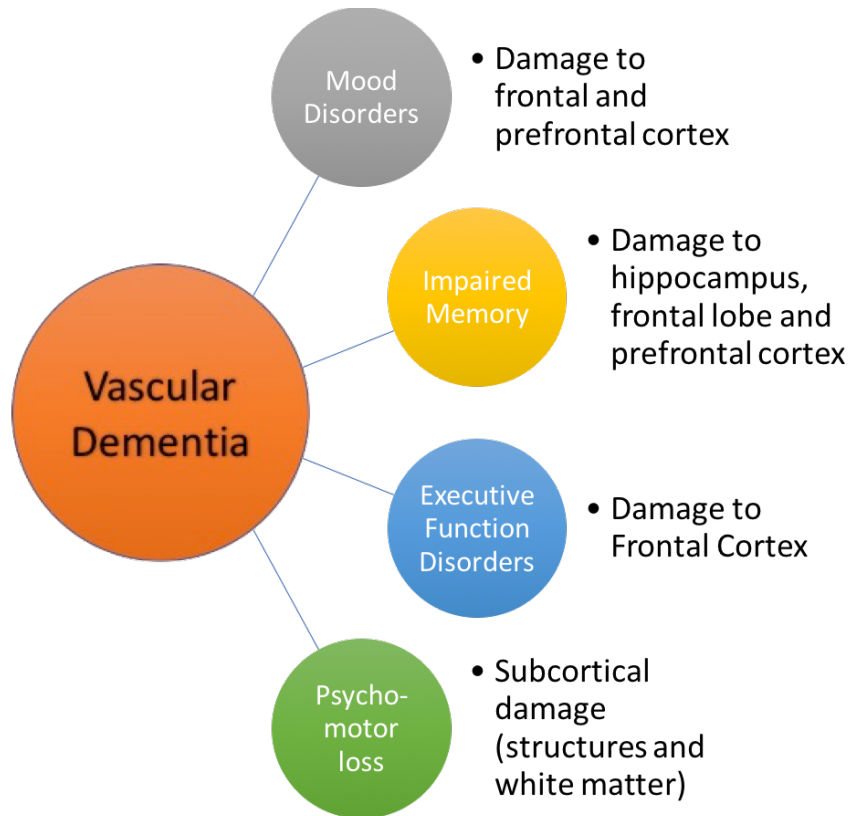 Mood
Disorders
• Damage to
frontal and
prefrontal cortex
Impaired
Memory
• Damage to
hippocampus,
frontal lobe and
prefrontal cortex
Vascular
Dementia
Executive
Function
Disorders
• Damage to
Frontal Cortex
Psycho-
motor
loss
• Subcortical
damage
(structures and
white matter)